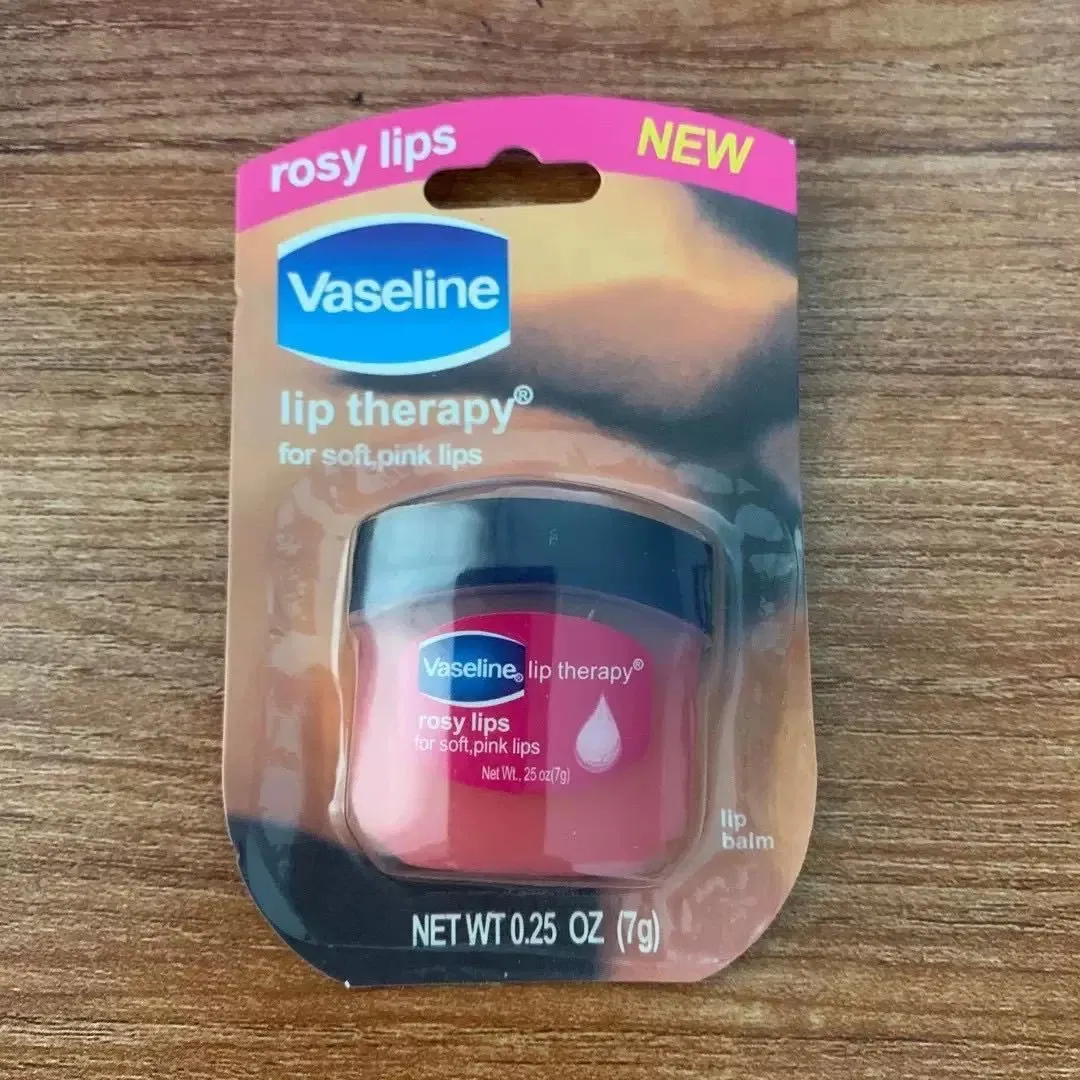 rosy lips
NEW
Vaseline
lip therapy®
for soft,pink lips
Vaseline® lip therapy®
rosy lips
for soft,pink lips
Net Wt., 25 oz(7g)
lip
balm
NET WT 0.25 OZ (7g)